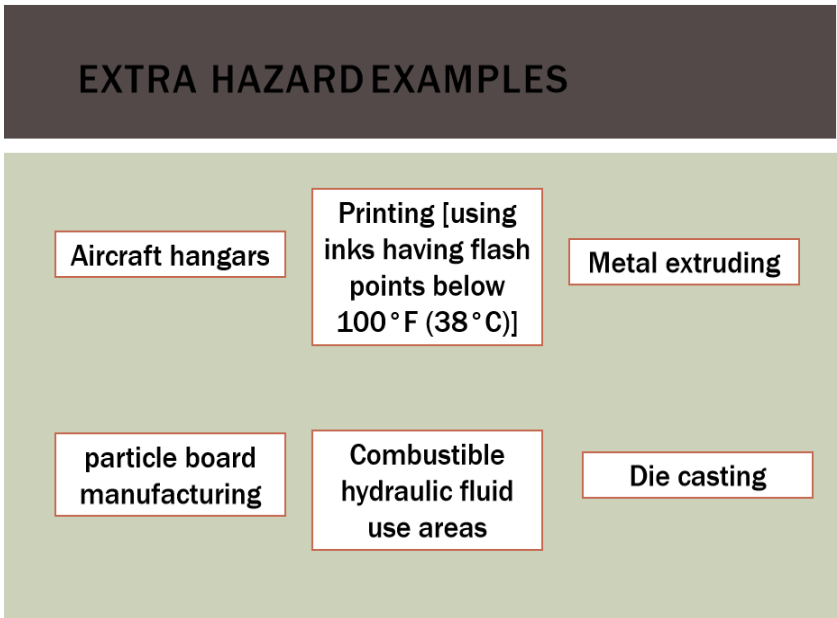 EXTRA HAZARD EXAMPLES
Aircraft hangars
Printing [using
inks having flash
points below
100°F (38°C)]
Metal extruding
particle board
manufacturing
Combustible
hydraulic fluid
use areas
Die casting